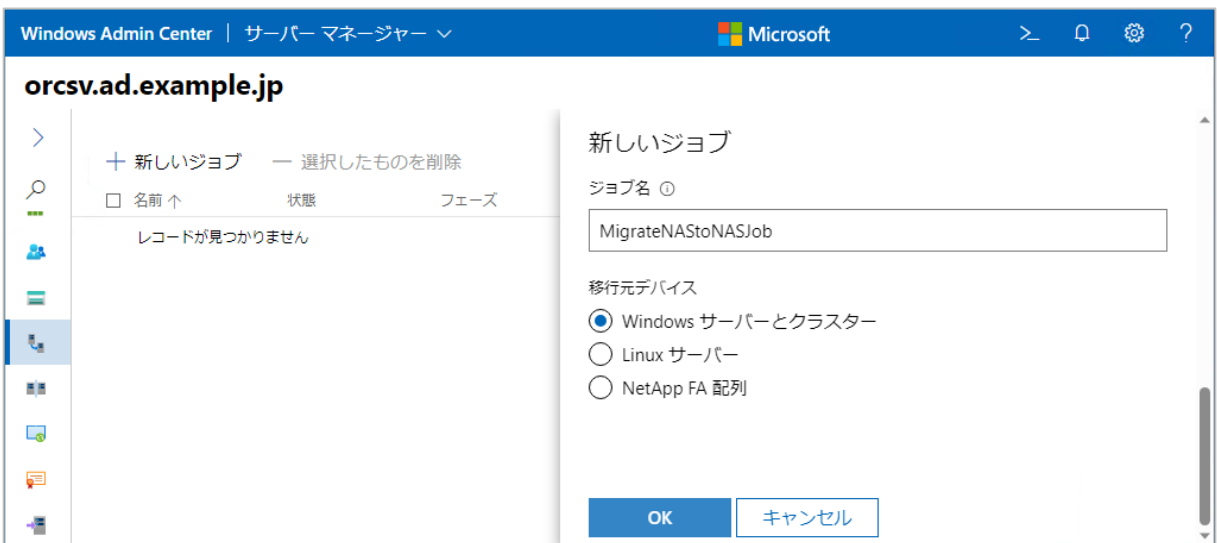 Windows Admin Center | サーバー マネージャー
Microsoft
orcsv.ad.example.jp
新しいジョブ
選択したものを削除
名前
状態
フェーズ
レコードが見つかりません
新しいジョブ
ジョブ名
MigrateNAStoNASJob
移行元デバイス
Windows サーバーとクラスター
Linux サーバー
NetApp FA 配列
OK
キャンセル